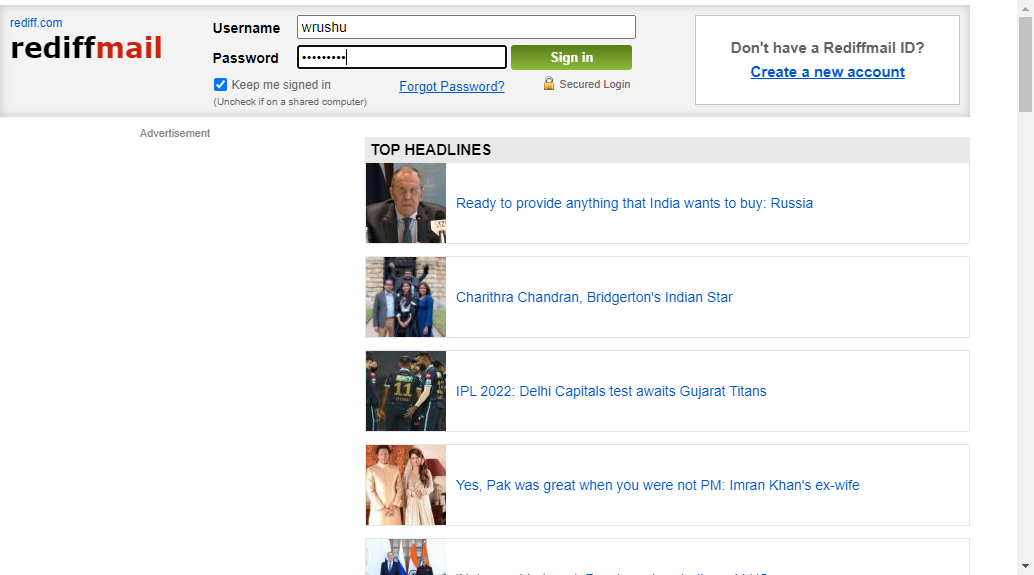 rediff.com
rediffmail
Username
wrushu
Password
•••••••••
Sign in
Keep me signed in
(Uncheck if on a shared computer)
Forgot Password?
Secured Login
Don't have a Rediffmail ID?
Create a new account
Advertisement
TOP HEADLINES
Ready to provide anything that India wants to buy: Russia
Charithra Chandran, Bridgerton's Indian Star
11
IPL 2022: Delhi Capitals test awaits Gujarat Titans
Yes, Pak was great when you were not PM: Imran Khan's ex-wife